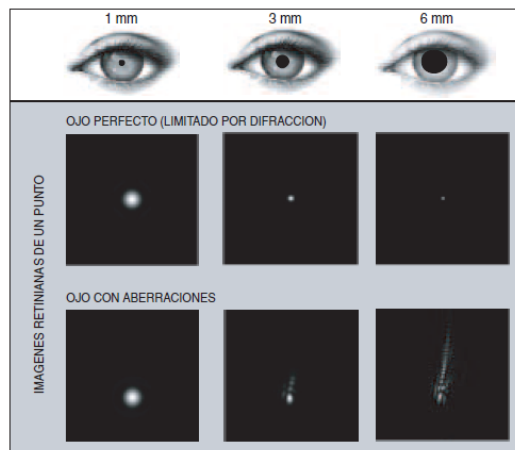 1 mm 3 mm 6 mm
OJO PERFECTO (LIMITADO POR DIFRACCION)
OJO CON ABERRACIONES
IMAGENES RETINIANAS DE UN PUNTO